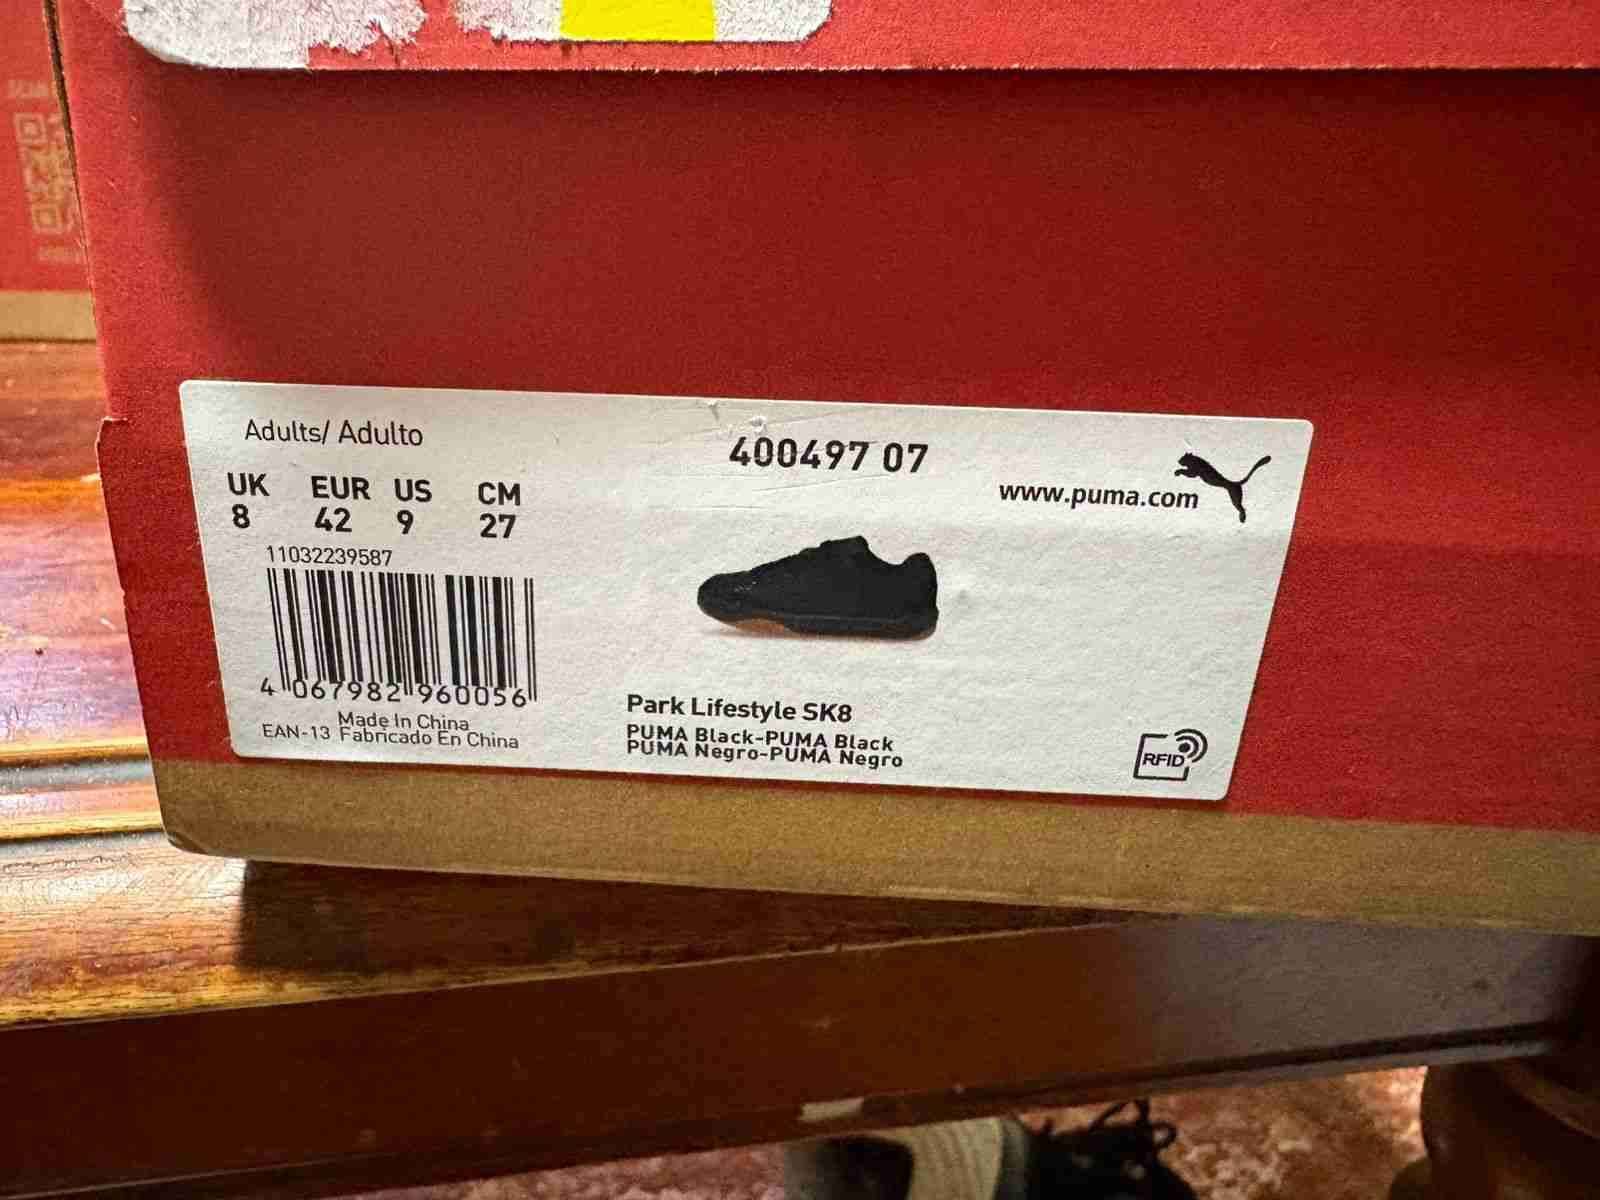 Adults/ Adulto
UK EUR US CM
8 42 9 27
11032239587
4 067982 960056
EAN-13 Made In China
Fabricado En China
400497 07
Park Lifestyle SK8
PUMA Black-PUMA Black
PUMA Negro-PUMA Negro
www.puma.com
RFID